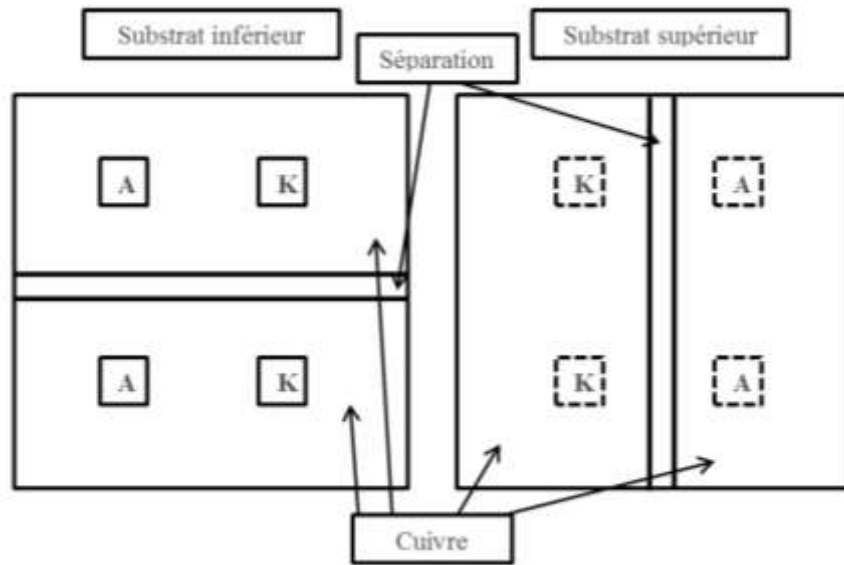 Substrat inférieur
Substrat supérieur
Séparation
A K K A
A K K A
Cuivre